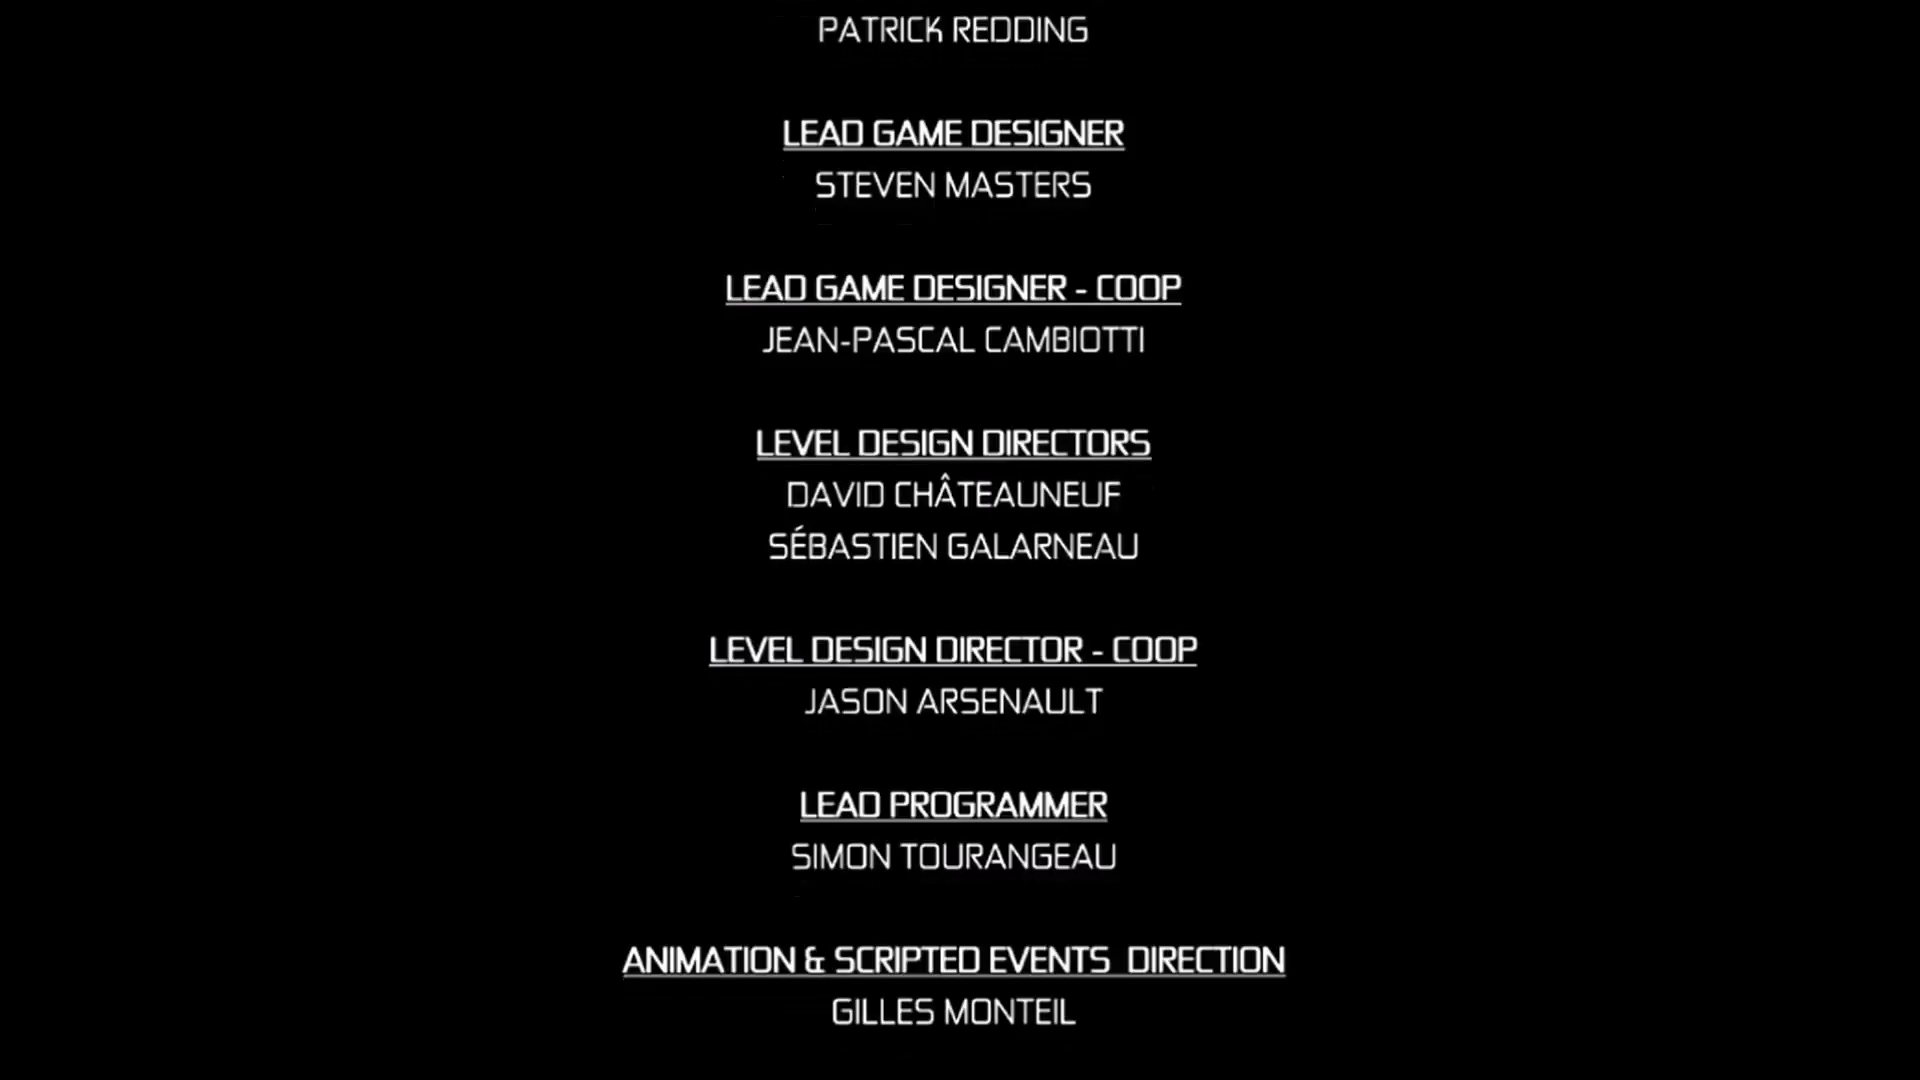 PATRICK REDDING
LEAD GAME DESIGNER
STEVEN MASTERS
LEAD GAME DESIGNER - COOP
JEAN-PASCAL CAMBIOTTI
LEVEL DESIGN DIRECTORS
DAVID CHÂTEAUNEUF
SÉBASTIEN GALARNEAU
LEVEL DESIGN DIRECTOR - COOP
JASON ARSENAULT
LEAD PROGRAMMER
SIMON TOURANGEAU
ANIMATION & SCRIPTED EVENTS  DIRECTION
GILLES MONTEIL